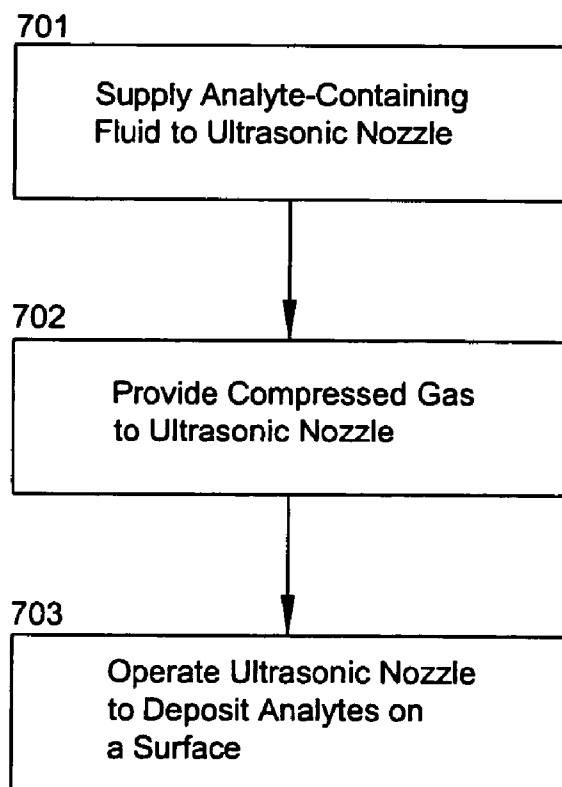 701
Supply Analyte-Containing
Fluid to Ultrasonic Nozzle
702
Provide Compressed Gas
to Ultrasonic Nozzle
703
Operate Ultrasonic Nozzle
to Deposit Analytes on
a Surface